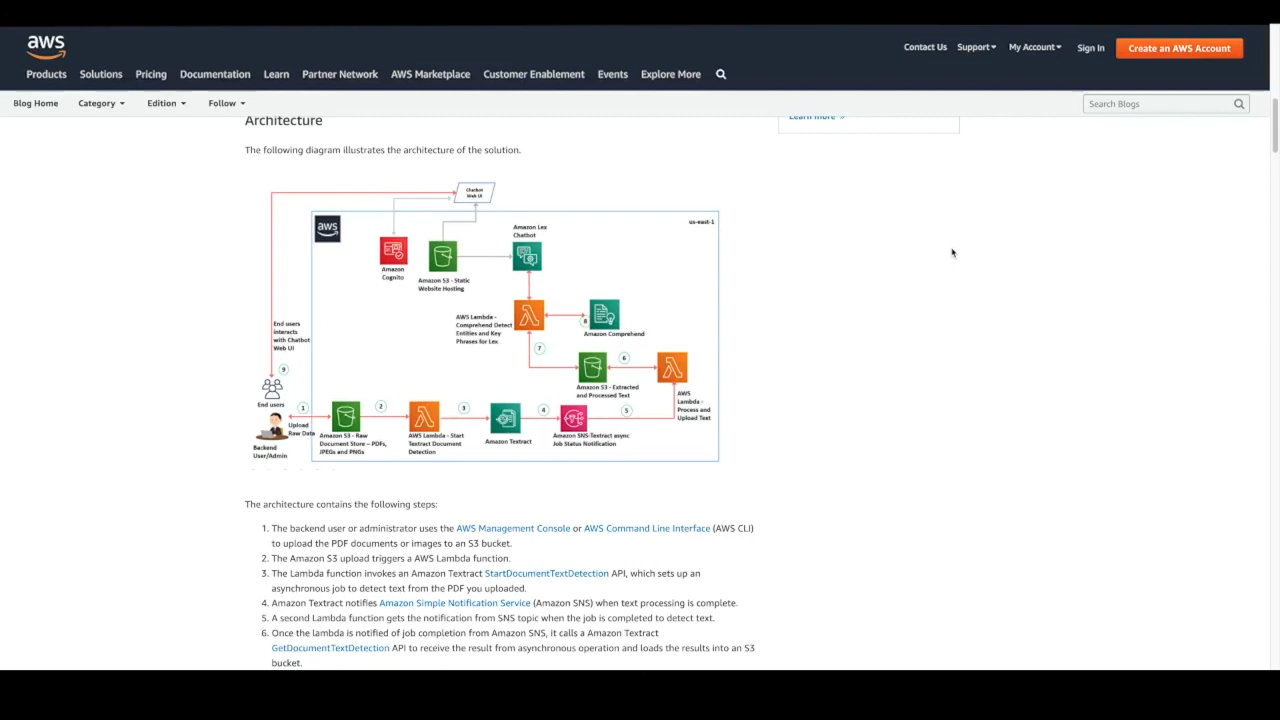 aws
Contact Us Support My Account Sign In Create an AWS Account
Products Solutions Pricing Documentation Learn Partner Network AWS Marketplace Customer Enablement Events Explore More
Blog Home Category Edition Follow Search Blogs
Architecture
Learn more »
The following diagram illustrates the architecture of the solution.
Chatbot
Web UI
aws
us-east-1
Amazon Lex
Chatbot
Amazon
Cognito
Amazon S3 - Static
Website Hosting
AWS Lambda -
Comprehend Detect
Entities and Key
Phrases for Lex
8
Amazon Comprehend
End users
interacts
with Chatbot
Web UI
7
6
9
Amazon S3 - Extracted
and Processed Text
AWS
Lambda -
Process and
Upload Text
End users
1
2
3
4
5
Upload
Raw Data
Backend
User/Admin
Amazon S3 - Raw
Document Store – PDFs,
JPEGs and PNGs
AWS Lambda - Start
Textract Document
Detection
Amazon Textract
Amazon SNS-Textract async
Job Status Notification
The architecture contains the following steps:
1. The backend user or administrator uses the AWS Management Console or AWS Command Line Interface (AWS CLI)
to upload the PDF documents or images to an S3 bucket.
2. The Amazon S3 upload triggers a AWS Lambda function.
3. The Lambda function invokes an Amazon Textract StartDocumentTextDetection API, which sets up an
asynchronous job to detect text from the PDF you uploaded.
4. Amazon Textract notifies Amazon Simple Notification Service (Amazon SNS) when text processing is complete.
5. A second Lambda function gets the notification from SNS topic when the job is completed to detect text.
6. Once the lambda is notified of job completion from Amazon SNS, it calls a Amazon Textract
GetDocumentTextDetection API to receive the result from asynchronous operation and loads the results into an S3
bucket.